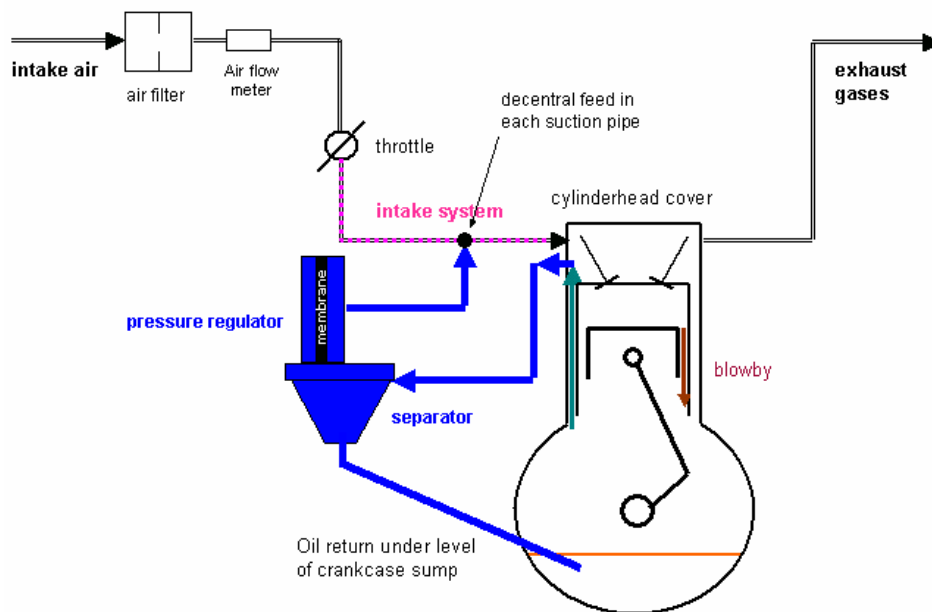 intake air
air filter
Air flow
meter
exhaust
gases
decentral feed in
each suction pipe
throttle
cylinderhead cover
intake system
membrane
pressure regulator
blowby
separator
Oil return under level
of crankcase sump